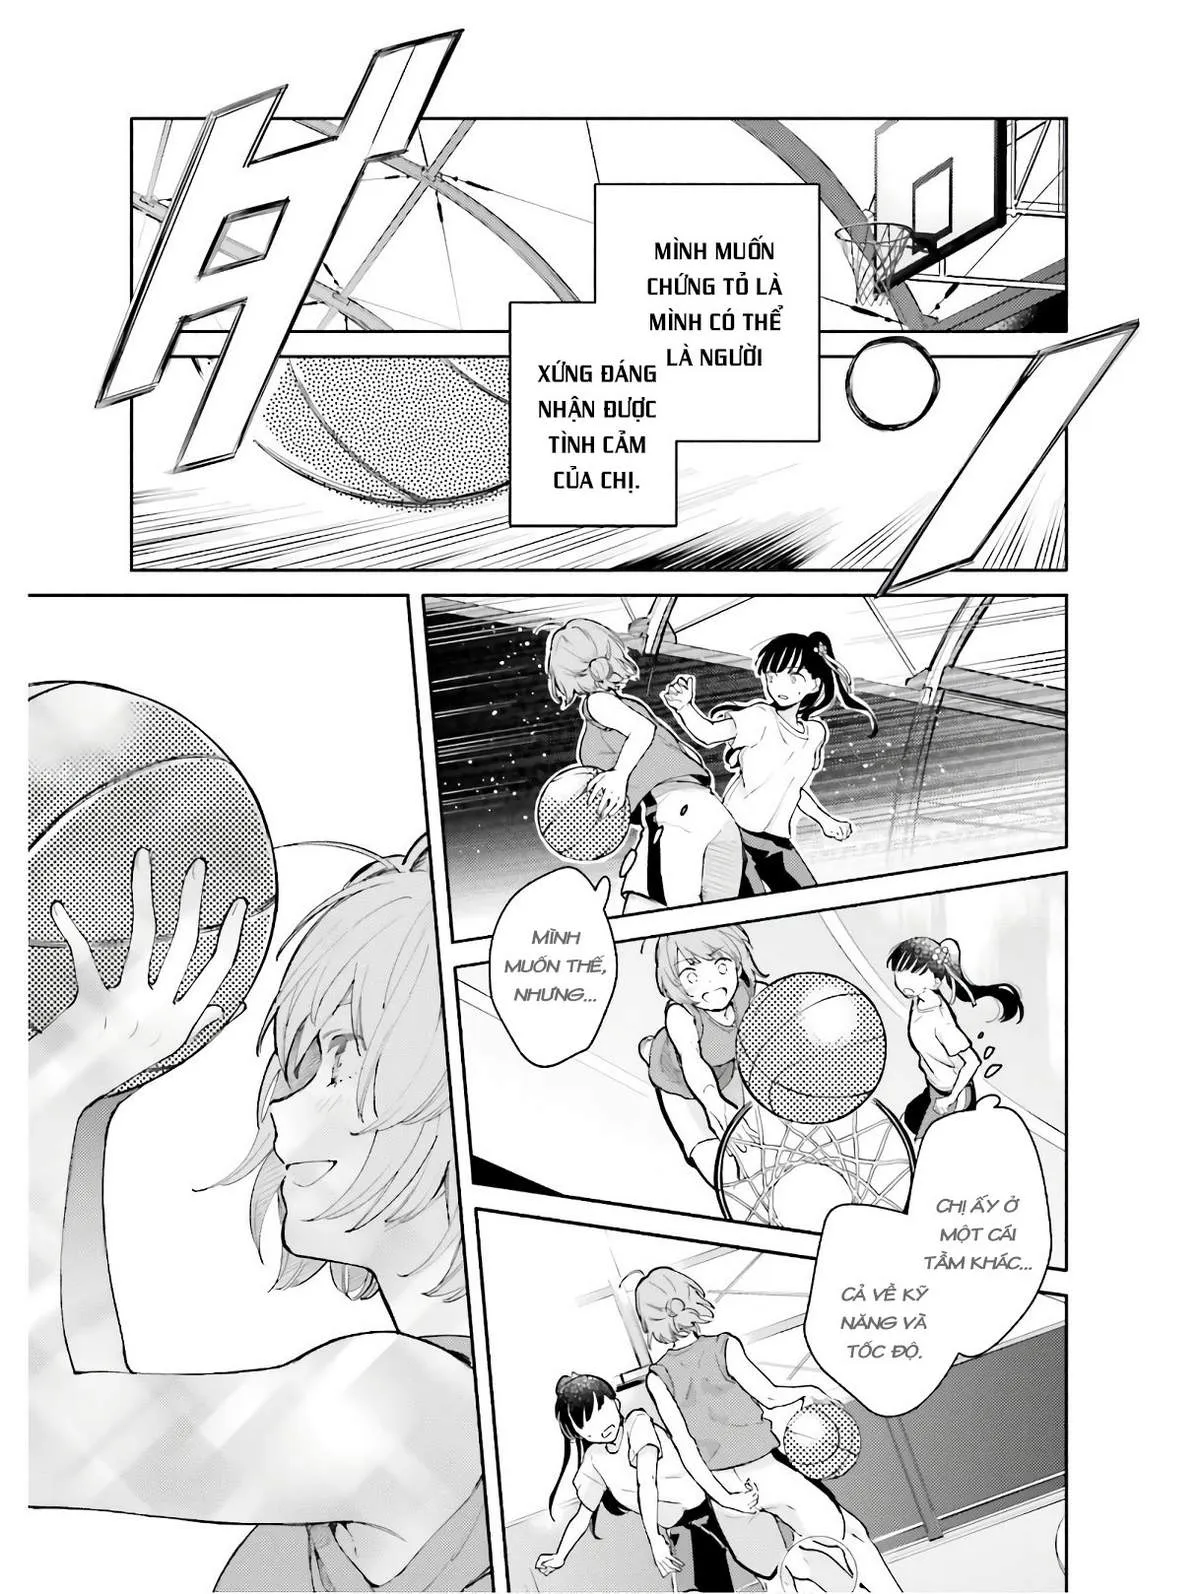 MÌNH MUỐN
CHỨNG TỎ LÀ
MÌNH CÓ THỂ
LÀ NGƯỜI
XỨNG ĐÁNG
NHẬN ĐƯỢC
TÌNH CẢM
CỦA CHỊ.
MÌNH
MUỐN THẾ,
NHƯNG...
CHỊ ẤY Ở
MỘT CÁI
TẦM KHÁC...
CẢ VỀ KỸ
NĂNG VÀ
TỐC ĐỘ.